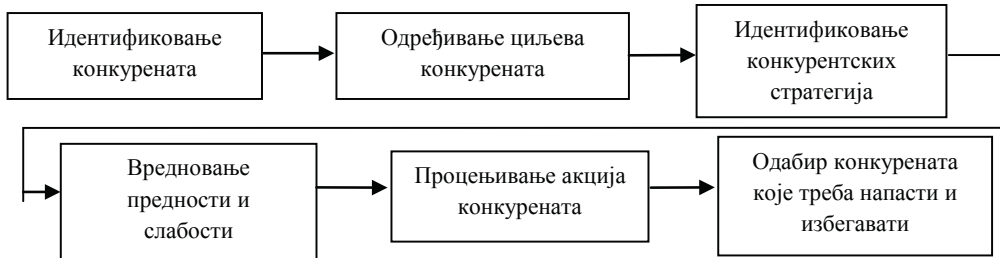 Идентификовање
конкурената
Одређивање циљева
конкурената
Идентификовање
конкурентских
стратегија
Вредновање
предности и
слабости
Процењивање акција
конкурената
Одабир конкурената
које треба напасти и
избегавати